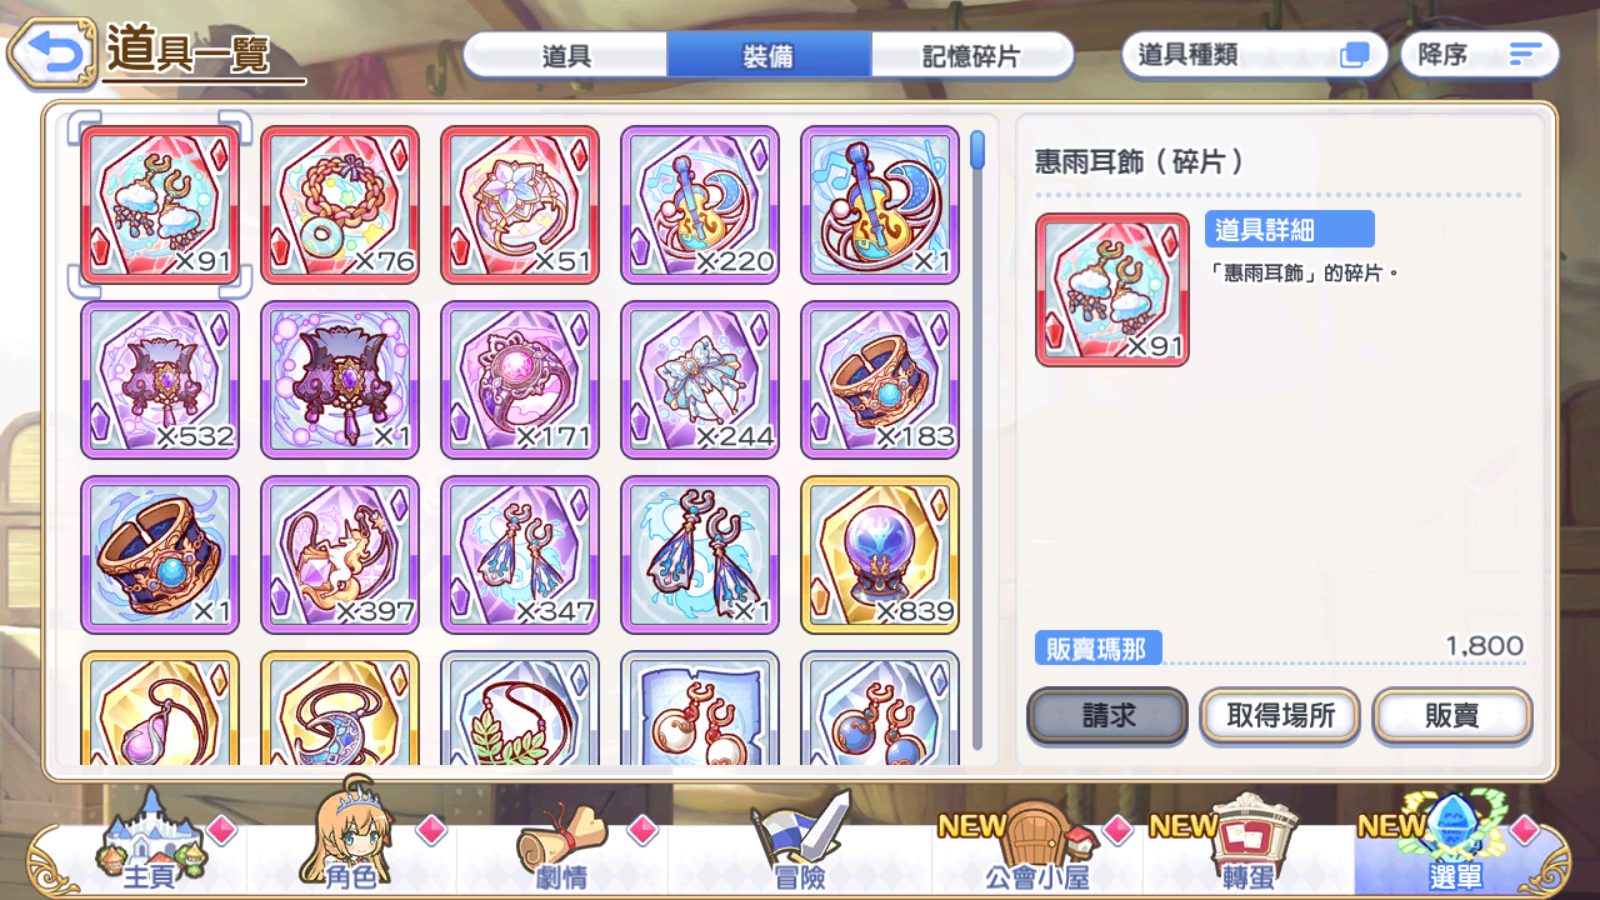 道具一覽
道具
裝備
記憶碎片
道具種類
降序
×91
×76
×51
×220
×1
×532
×1
×171
×244
×183
×1
×397
×347
×1
×839
惠雨耳飾（碎片）
道具詳細
「惠雨耳飾」的碎片。
×91
販賣瑪那
1,800
請求
取得場所
販賣
主頁
角色
劇情
冒險
NEW
公會小屋
NEW
轉蛋
NEW
選單